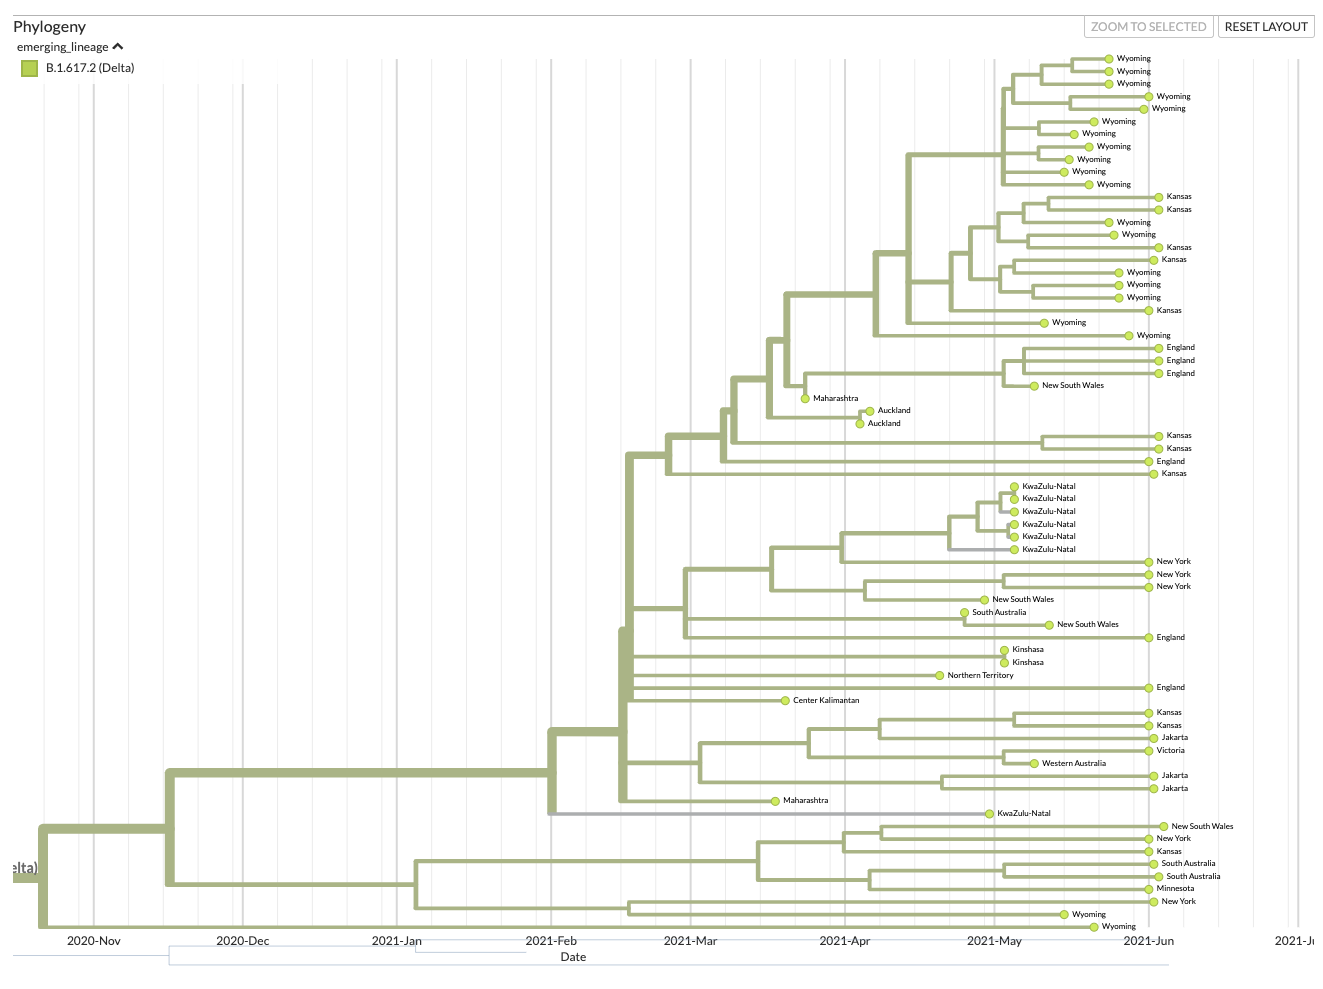 Phylogeny
ZOOM TO SELECTED RESET LAYOUT
emerging_lineage
B.1.617.2 (Delta)
Wyoming
Wyoming
Wyoming
Wyoming
Wyoming
Wyoming
Wyoming
Wyoming
Wyoming
Wyoming
Wyoming
Kansas
Kansas
Wyoming
Wyoming
Kansas
Kansas
Wyoming
Wyoming
Wyoming
Kansas
Wyoming
Wyoming
England
England
England
New South Wales
Maharashtra
Auckland
Auckland
Kansas
Kansas
England
Kansas
KwaZulu-Natal
KwaZulu-Natal
KwaZulu-Natal
KwaZulu-Natal
KwaZulu-Natal
KwaZulu-Natal
New York
New York
New York
New South Wales
South Australia
New South Wales
England
Kinshasa
Kinshasa
Northern Territory
England
Center Kalimantan
Kansas
Kansas
Jakarta
Victoria
Western Australia
Jakarta
Jakarta
Maharashtra
KwaZulu-Natal
New South Wales
New York
Kansas
South Australia
elta)
South Australia
Minnesota
New York
Wyoming
Wyoming
2020-Nov 2020-Dec 2021-Jan 2021-Feb 2021-Mar 2021-Apr 2021-May 2021-Jun
Date